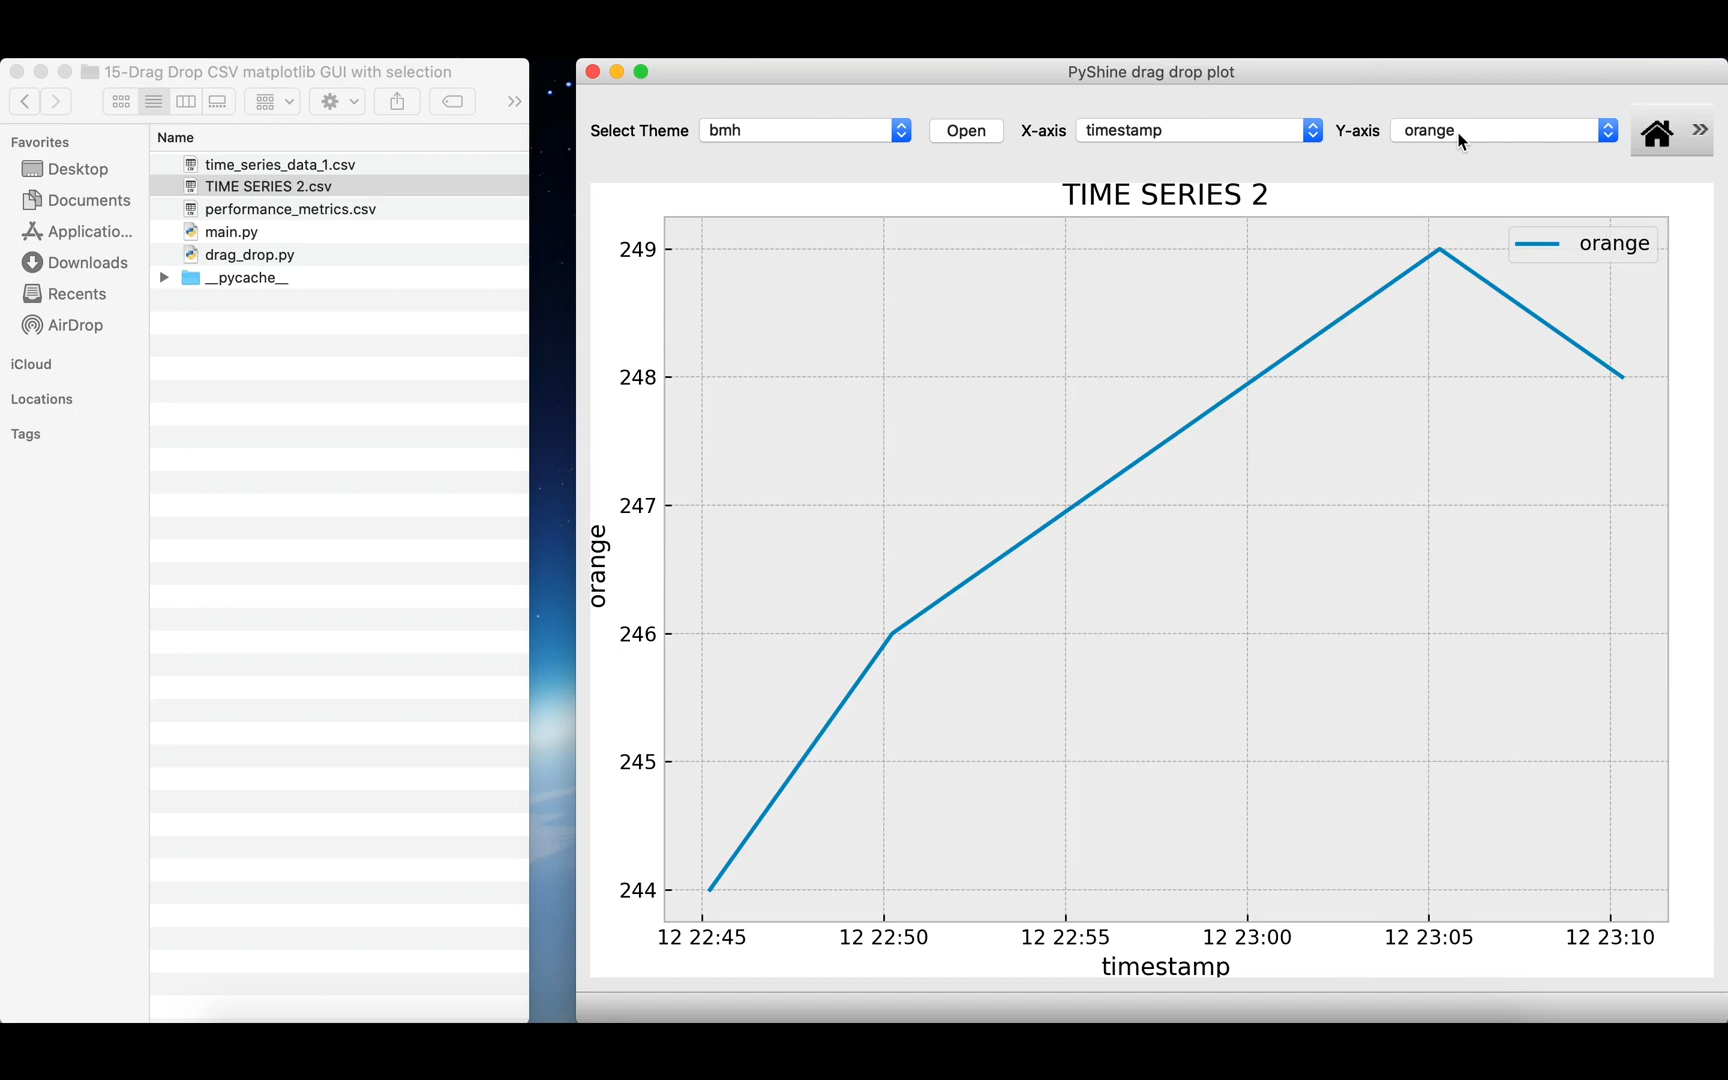 15-Drag Drop CSV matplotlib GUI with selection
Favorites
Desktop
Documents
Applicatio...
Downloads
Recents
AirDrop
iCloud
Locations
Tags
Name
time_series_data_1.csv
TIME SERIES 2.csv
performance_metrics.csv
main.py
drag_drop.py
__pycache__
PyShine drag drop plot
Select Theme bmh Open X-axis timestamp Y-axis orange
TIME SERIES 2
orange
249
248
247
246
245
244
orange
12 22:45 12 22:50 12 22:55 12 23:00 12 23:05 12 23:10
timestamp